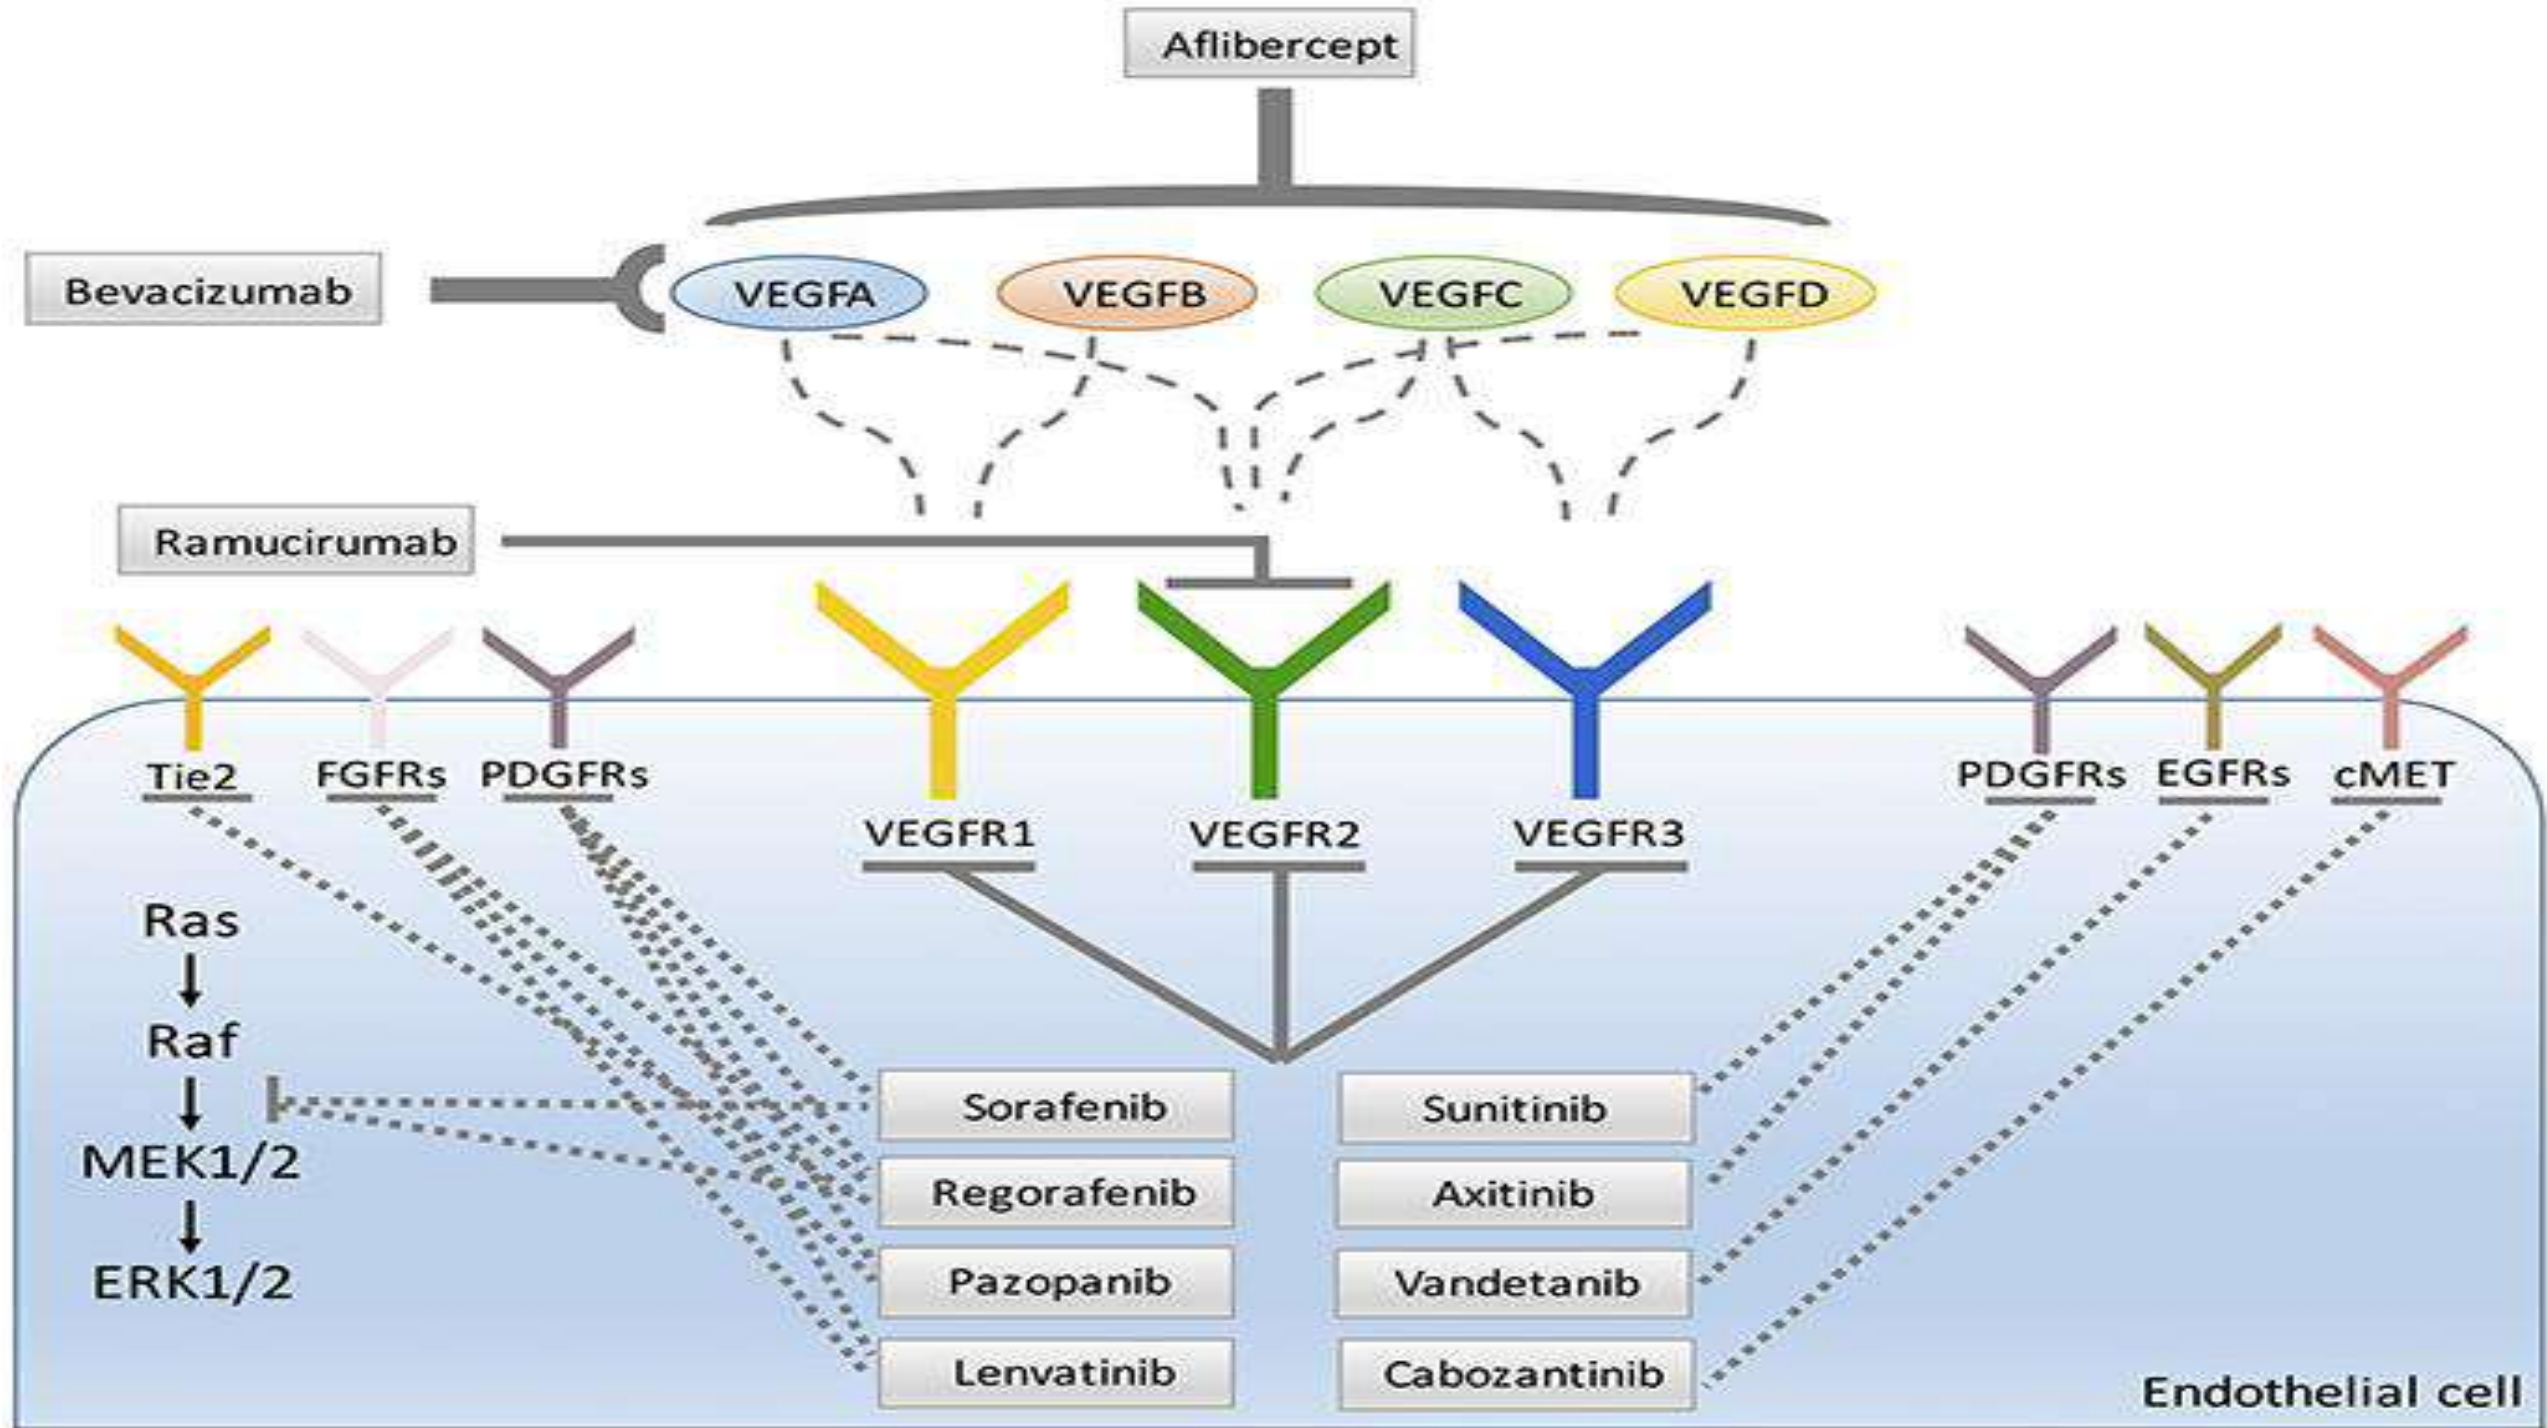 Aflibercept
Bevacizumab
VEGFA
VEGFB
VEGFC
VEGFD
Ramucirumab
Tie2
FGFRs
PDGFRs
PDGFRs
EGFRs
cMET
VEGFR1
VEGFR2
VEGFR3
Ras
Raf
MEK1/2
ERK1/2
Sorafenib
Sunitinib
Regorafenib
Axitinib
Pazopanib
Vandetanib
Lenvatinib
Cabozantinib
Endothelial cell